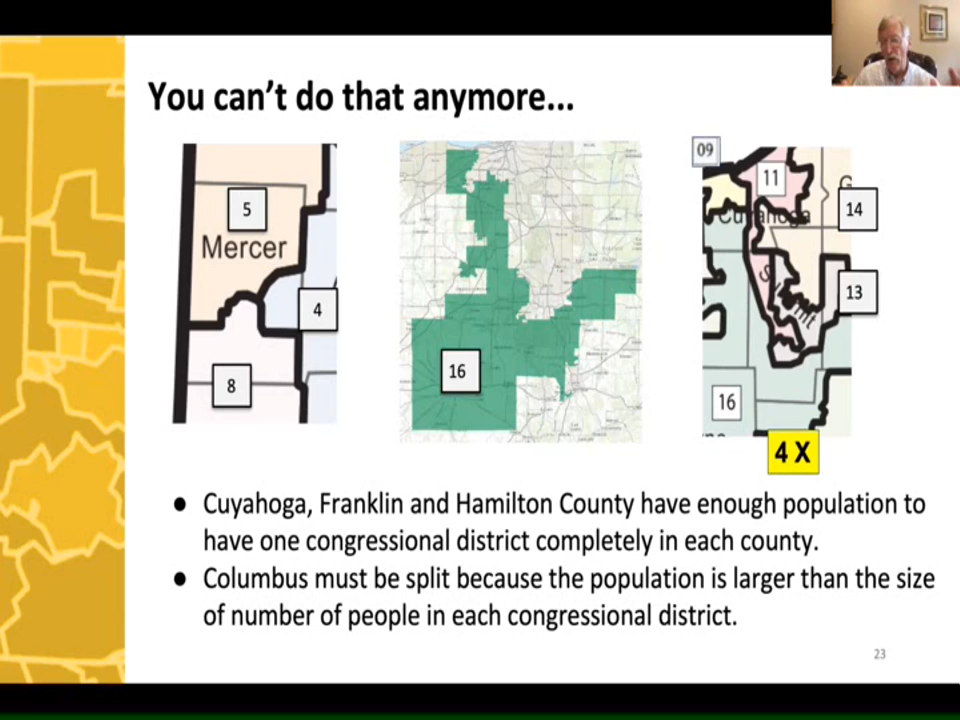 You can't do that anymore...
5
Mercer
4
8
16
09
11
G
14
Cuyahoga
Summit
13
16
4 X
● Cuyahoga, Franklin and Hamilton County have enough population to
have one congressional district completely in each county.
● Columbus must be split because the population is larger than the size
of number of people in each congressional district.
23